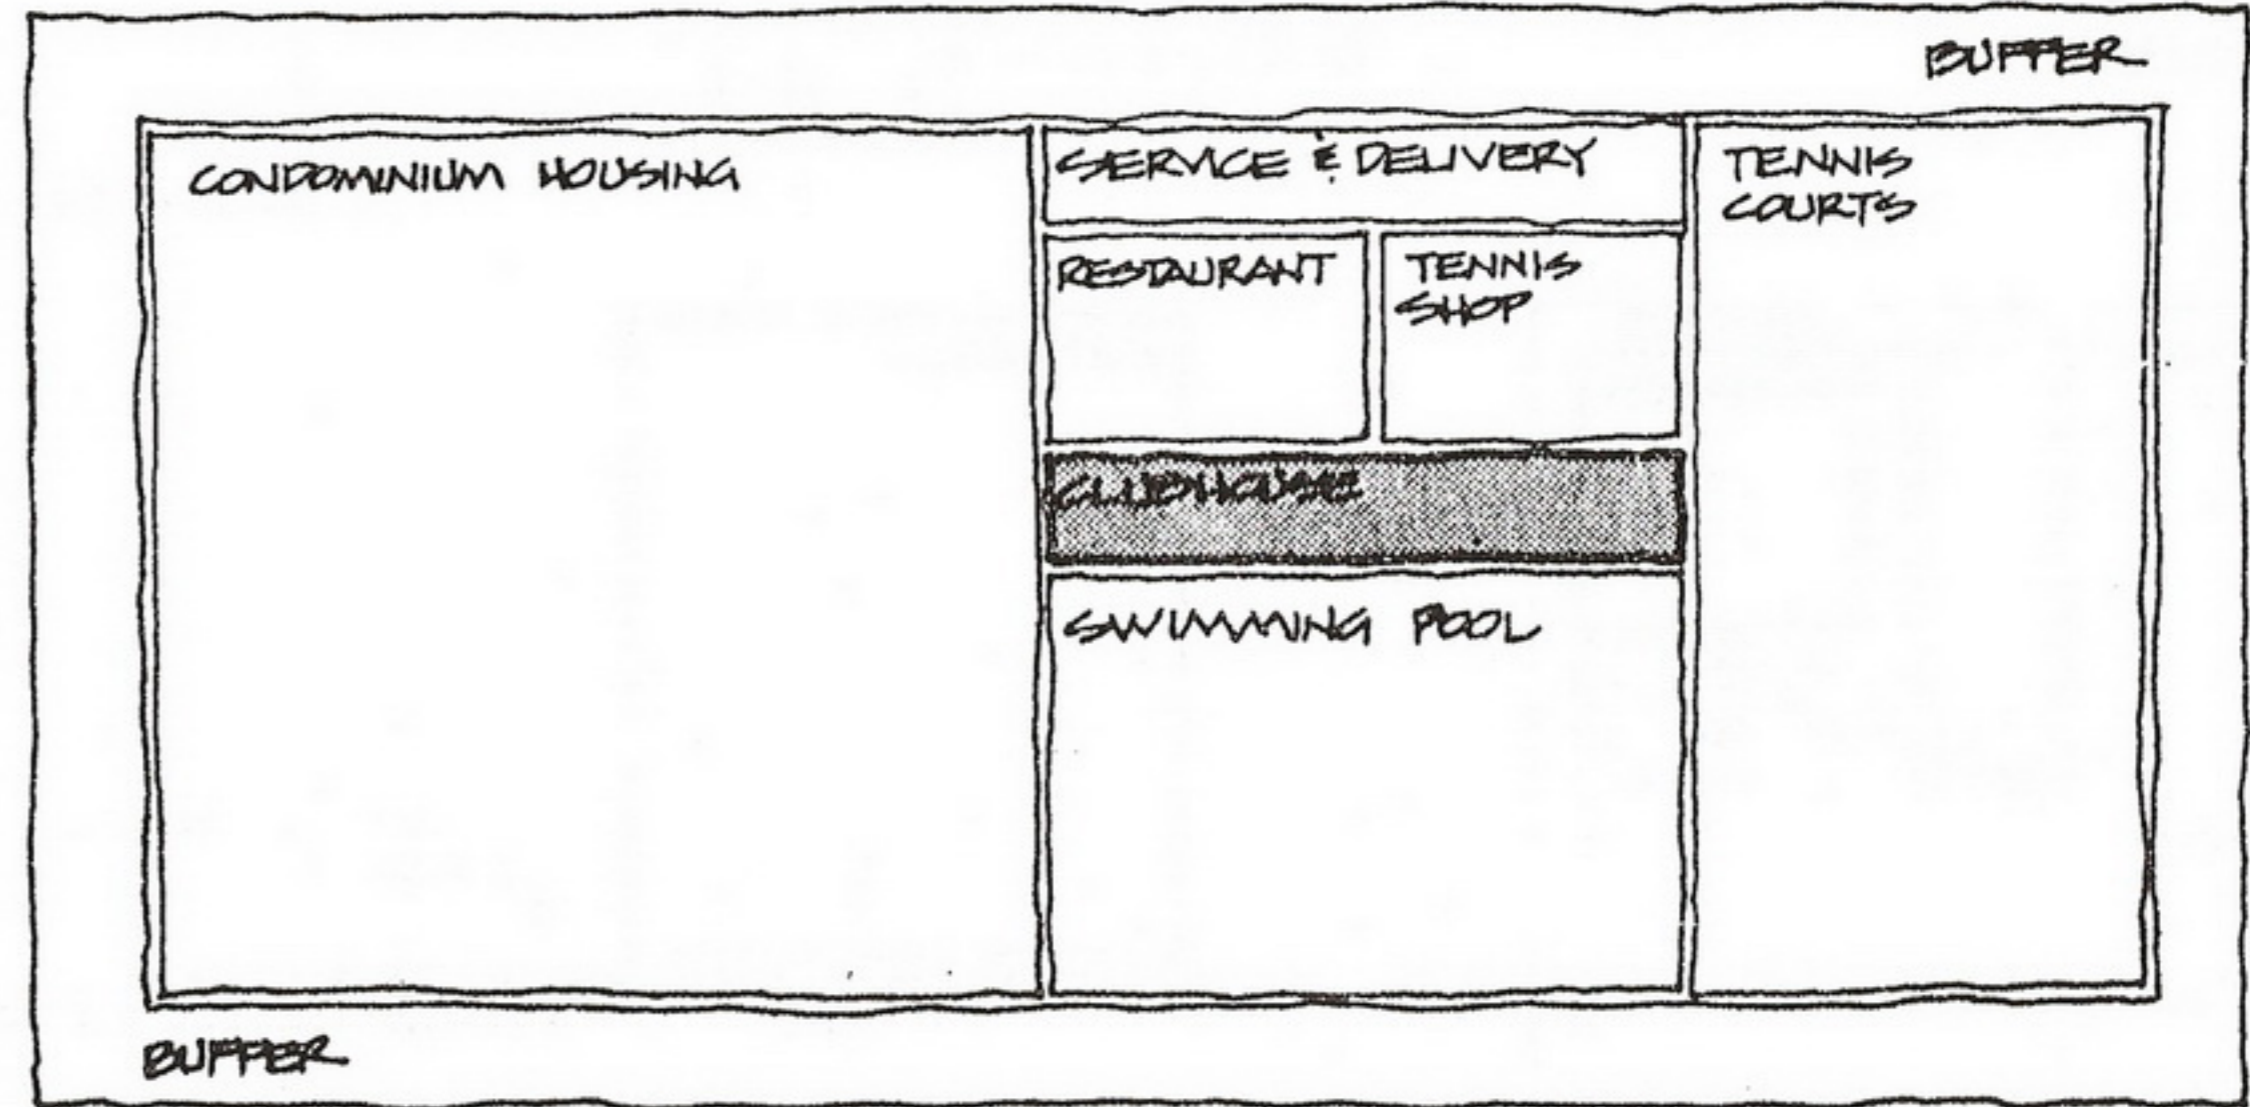 BUFFER
CONDOMINIUM HOUSING
SERVICE & DELIVERY
TENNIS
COURTS
RESTAURANT
TENNIS
SHOP
CLUBHOUSE
SWIMMING POOL
BUFFER